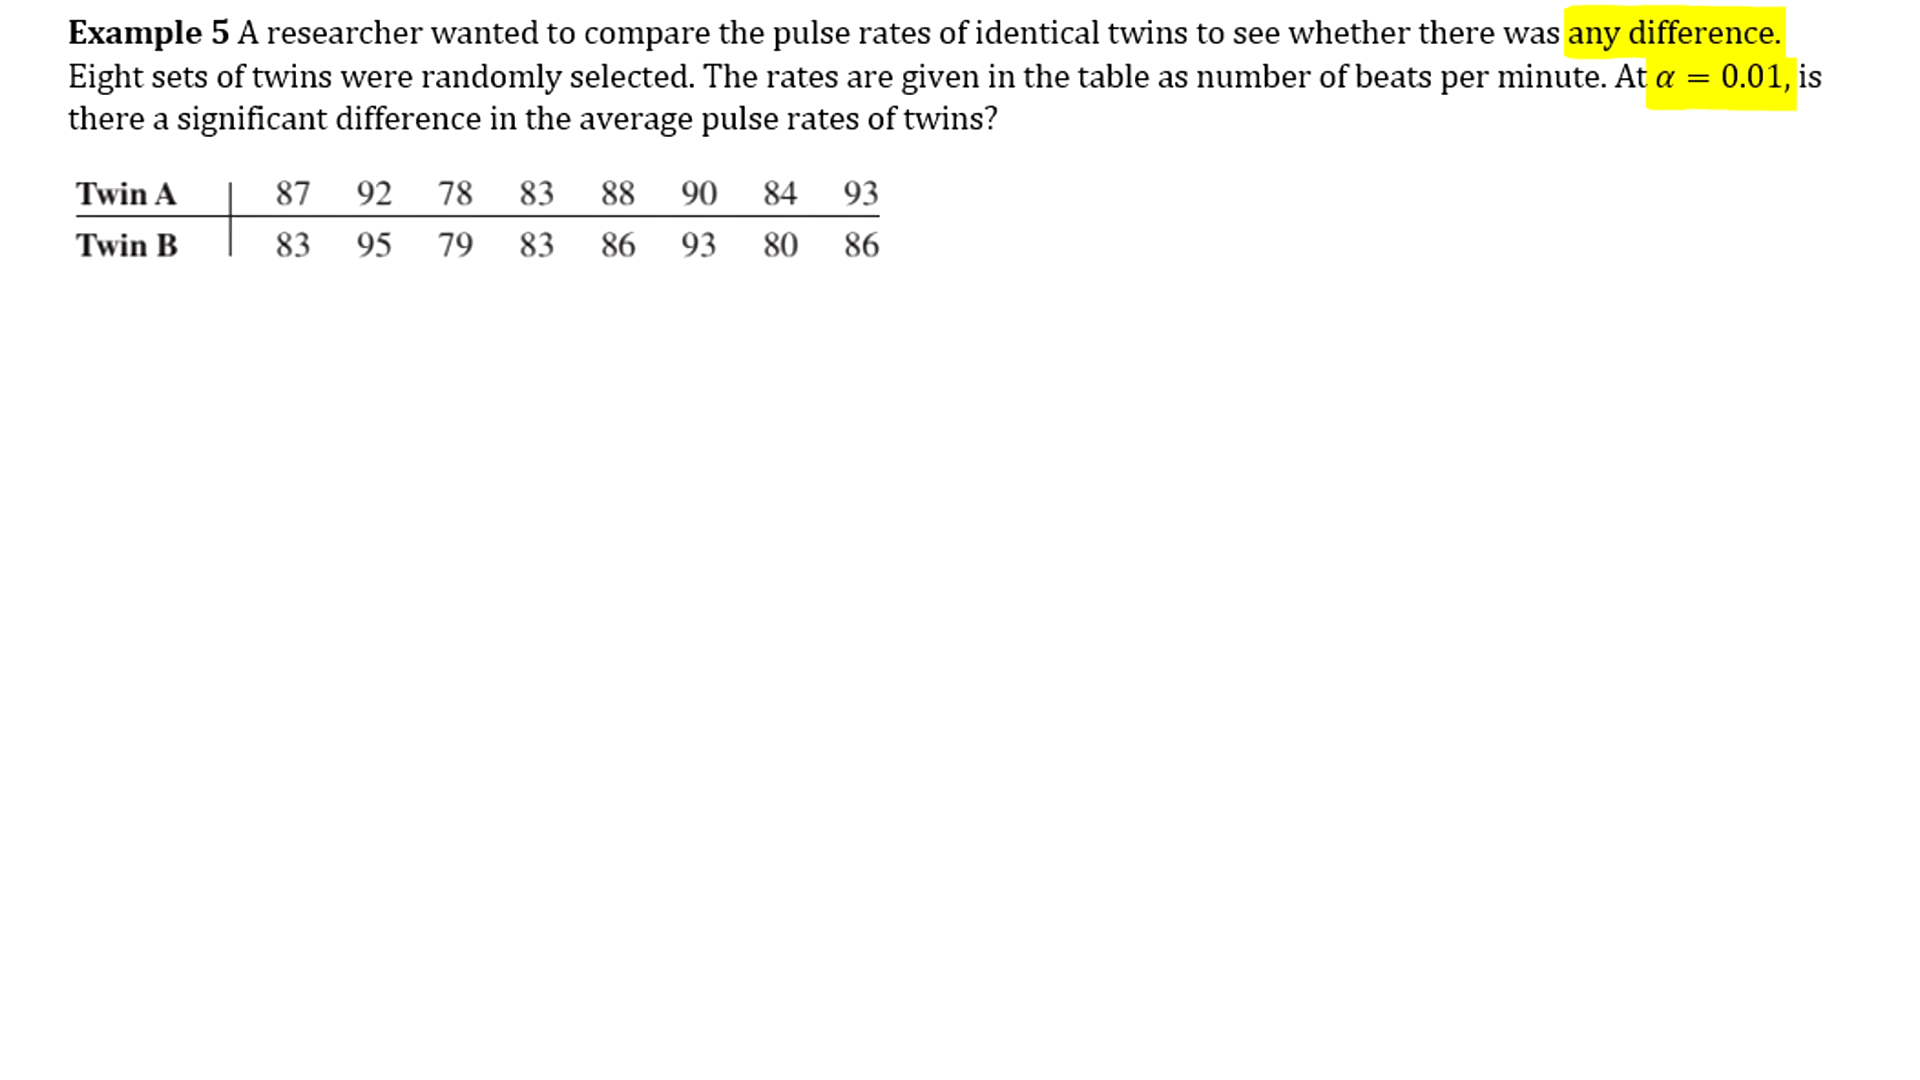 Example 5 A researcher wanted to compare the pulse rates of identical twins to see whether there was any difference.
Eight sets of twins were randomly selected. The rates are given in the table as number of beats per minute. At α = 0.01, is
there a significant difference in the average pulse rates of twins?
Twin A 87 92 78 83 88 90 84 93
Twin B 83 95 79 83 86 93 80 86